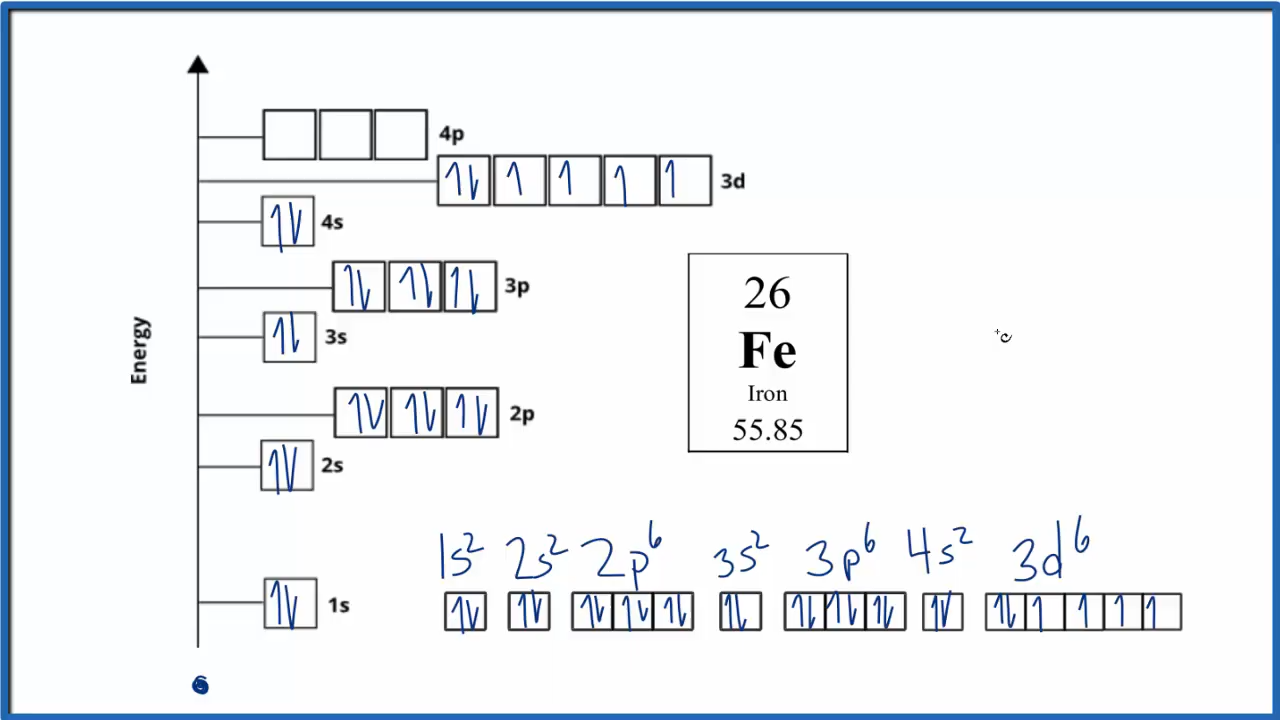 4p
3d
4s
3p
3s
2p
2s
1s
Energy
26
Fe
Iron
55.85
1s² 2s² 2p⁶ 3s² 3p⁶ 4s² 3d⁶